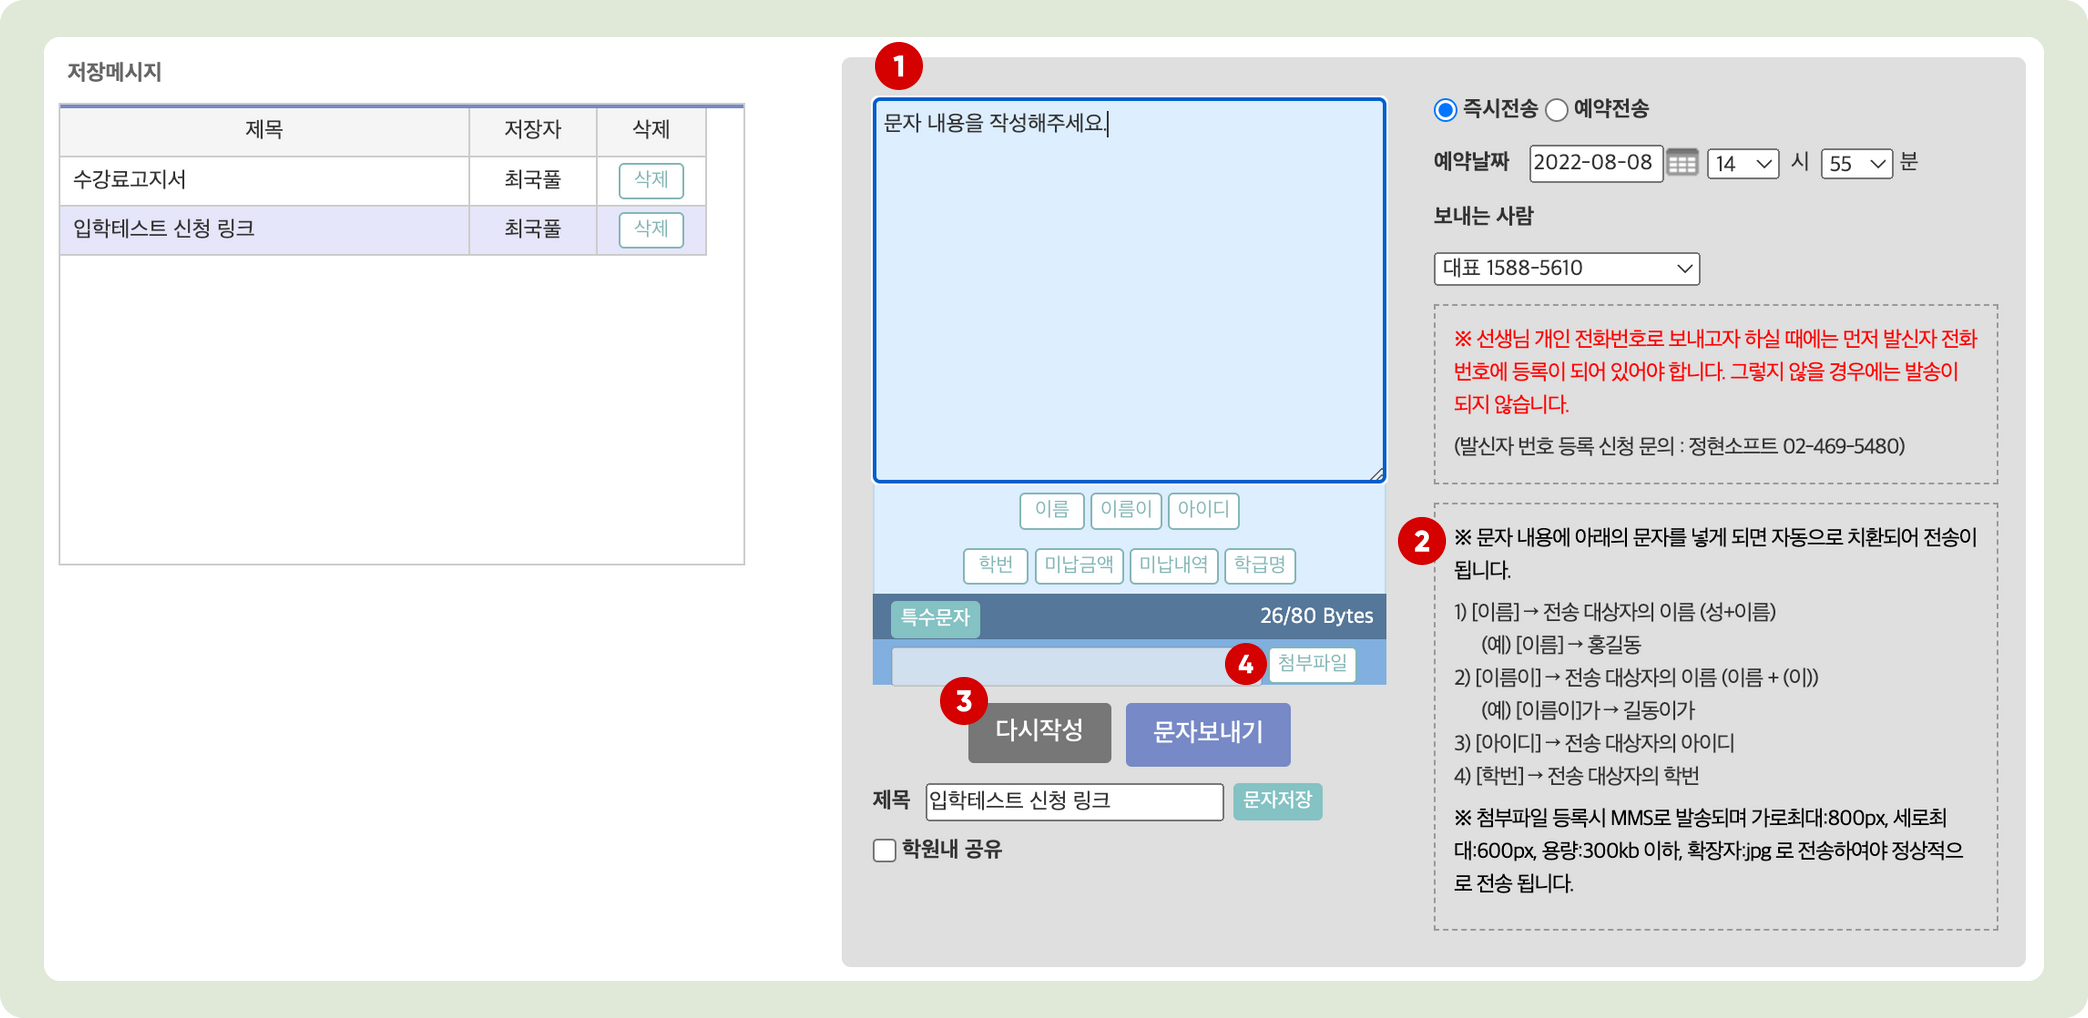 저장메시지
제목 저장자 삭제
수강료고지서 최국풀 삭제
입학테스트 신청 링크 최국풀 삭제
1
문자 내용을 작성해주세요.
이름 이름이 아이디
학번 미납금액 미납내역 학급명
특수문자 26/80 Bytes
4 첨부파일
3
다시작성 문자보내기
제목 입학테스트 신청 링크 문자저장
학원내 공유
즉시전송 예약전송
예약날짜 2022-08-08 14 시 55 분
보내는 사람
대표 1588-5610
※ 선생님 개인 전화번호로 보내고자 하실 때에는 먼저 발신자 전화
번호에 등록이 되어 있어야 합니다. 그렇지 않을 경우에는 발송이
되지 않습니다.
(발신자 번호 등록 신청 문의 : 정현소프트 02-469-5480)
2
※ 문자 내용에 아래의 문자를 넣게 되면 자동으로 치환되어 전송이
됩니다.
1) [이름] → 전송 대상자의 이름 (성+이름)
(예) [이름] → 홍길동
2) [이름이] → 전송 대상자의 이름 (이름 + (이))
(예) [이름이]가 → 길동이가
3) [아이디] → 전송 대상자의 아이디
4) [학번] → 전송 대상자의 학번
※ 첨부파일 등록시 MMS로 발송되며 가로최대:800px, 세로최
대:600px, 용량:300kb 이하, 확장자:jpg 로 전송하여야 정상적으
로 전송 됩니다.